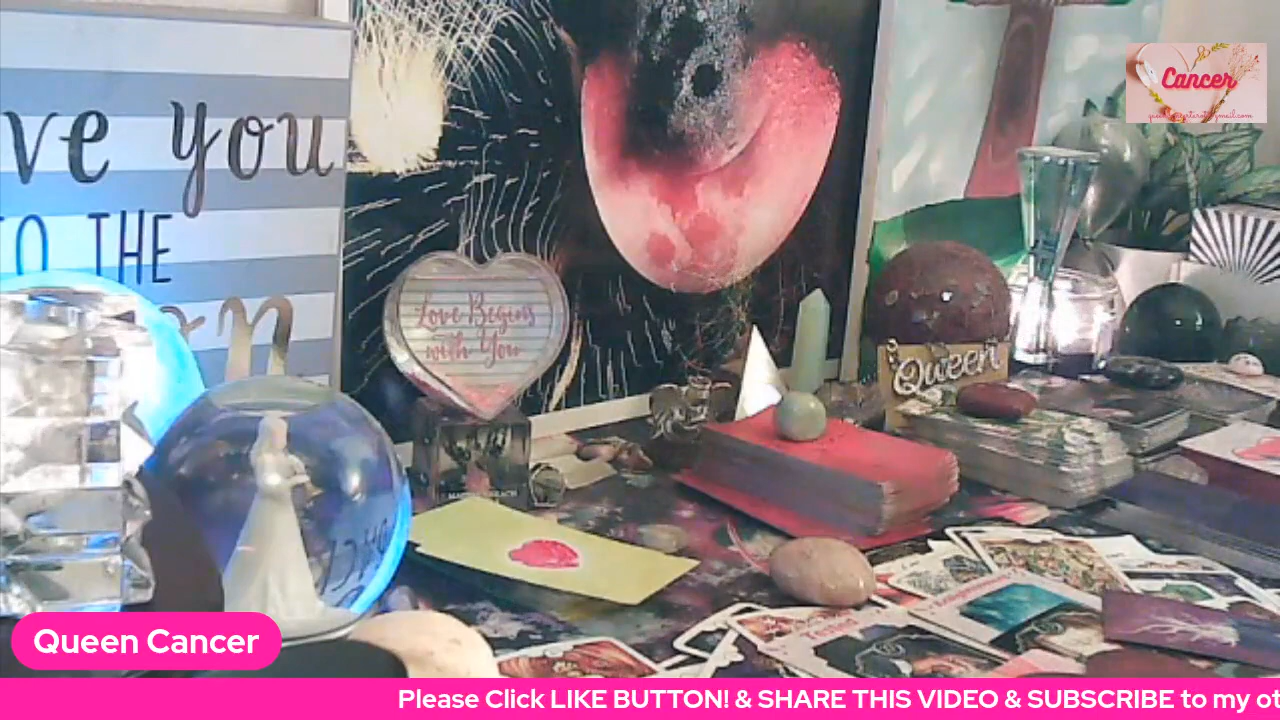 ve you
TO THE
Love Begins
with You
Queen
Cancer
Queen Cancer
Please Click LIKE BUTTON! & SHARE THIS VIDEO & SUBSCRIBE to my ot